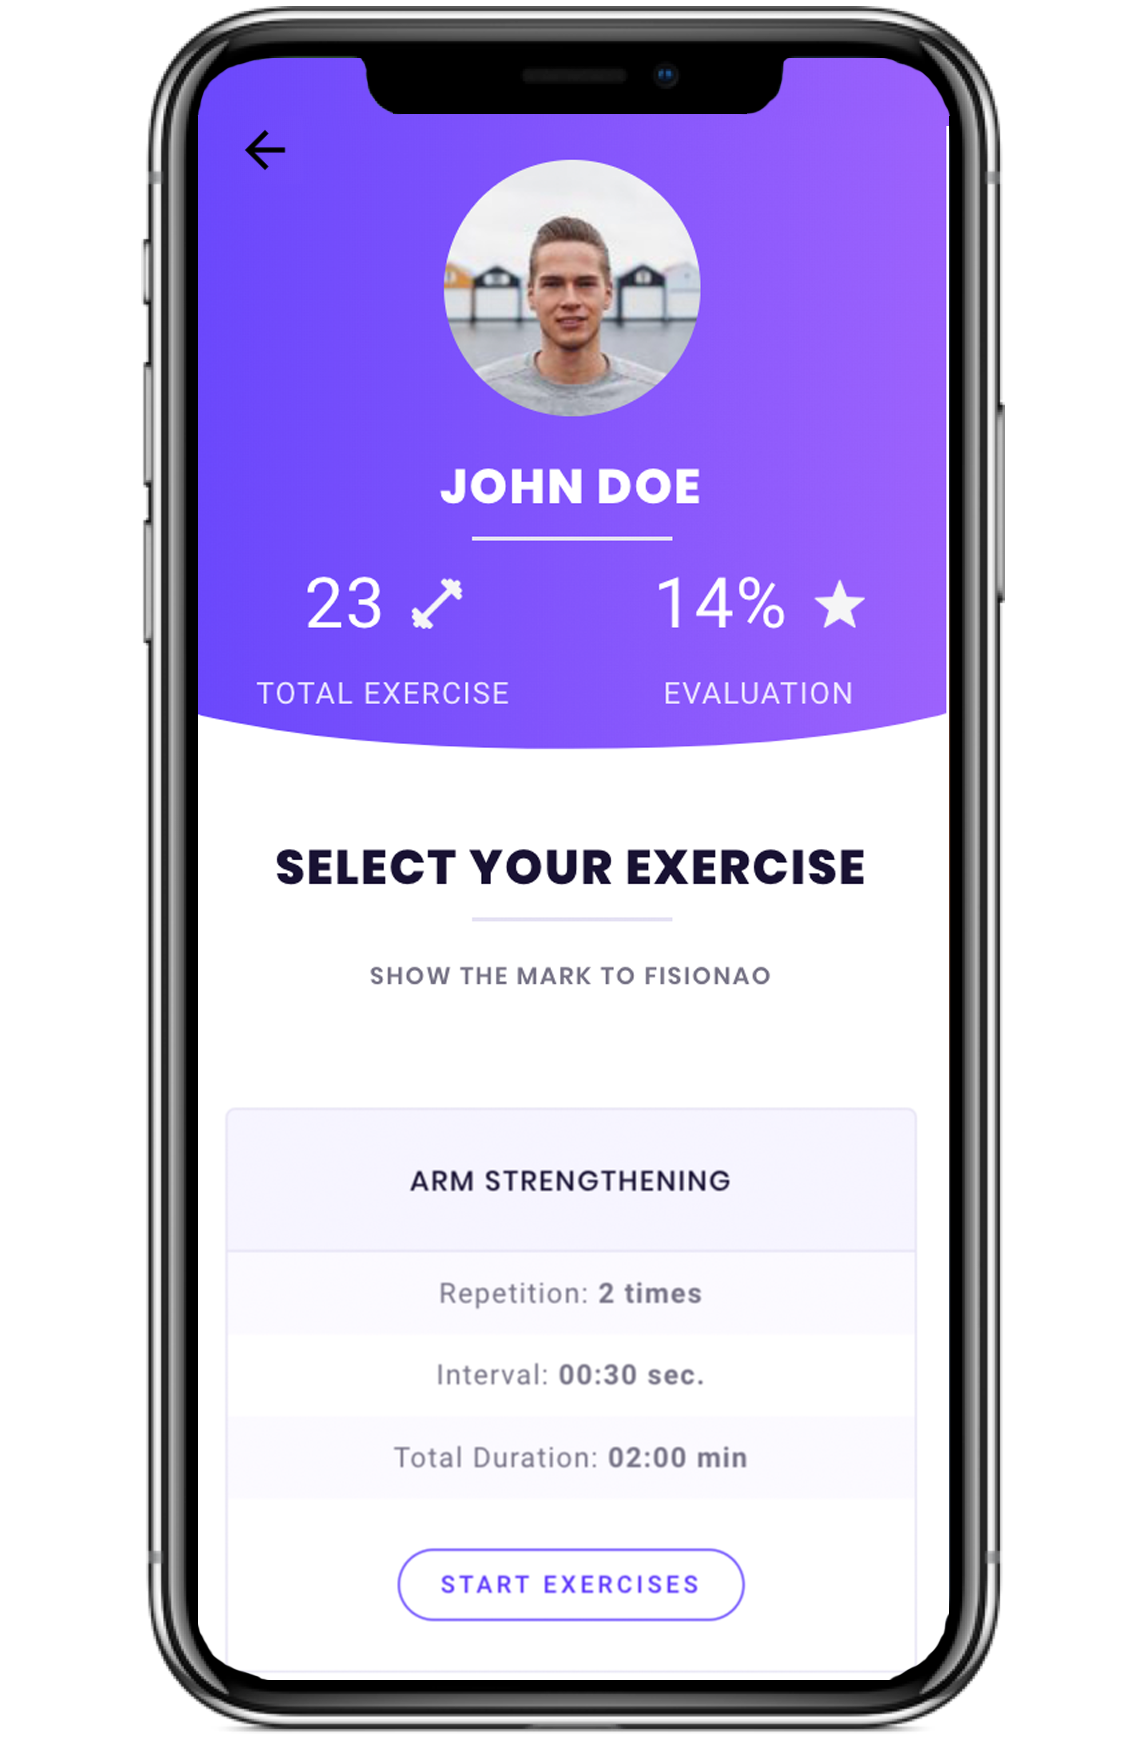 JOHN DOE
23
14%
TOTAL EXERCISE
EVALUATION
SELECT YOUR EXERCISE
SHOW THE MARK TO FISIONAO
ARM STRENGTHENING
Repetition: 2 times
Interval: 00:30 sec.
Total Duration: 02:00 min
START EXERCISES